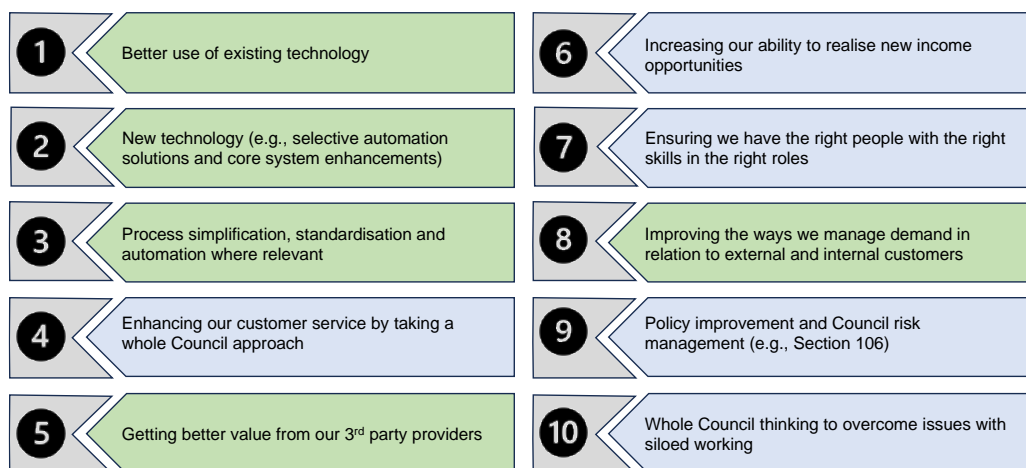 1
Better use of existing technology
2
New technology (e.g., selective automation
solutions and core system enhancements)
3
Process simplification, standardisation and
automation where relevant
4
Enhancing our customer service by taking a
whole Council approach
5
Getting better value from our 3rd party providers
6
Increasing our ability to realise new income
opportunities
7
Ensuring we have the right people with the right
skills in the right roles
8
Improving the ways we manage demand in
relation to external and internal customers
9
Policy improvement and Council risk
management (e.g., Section 106)
10
Whole Council thinking to overcome issues with
siloed working